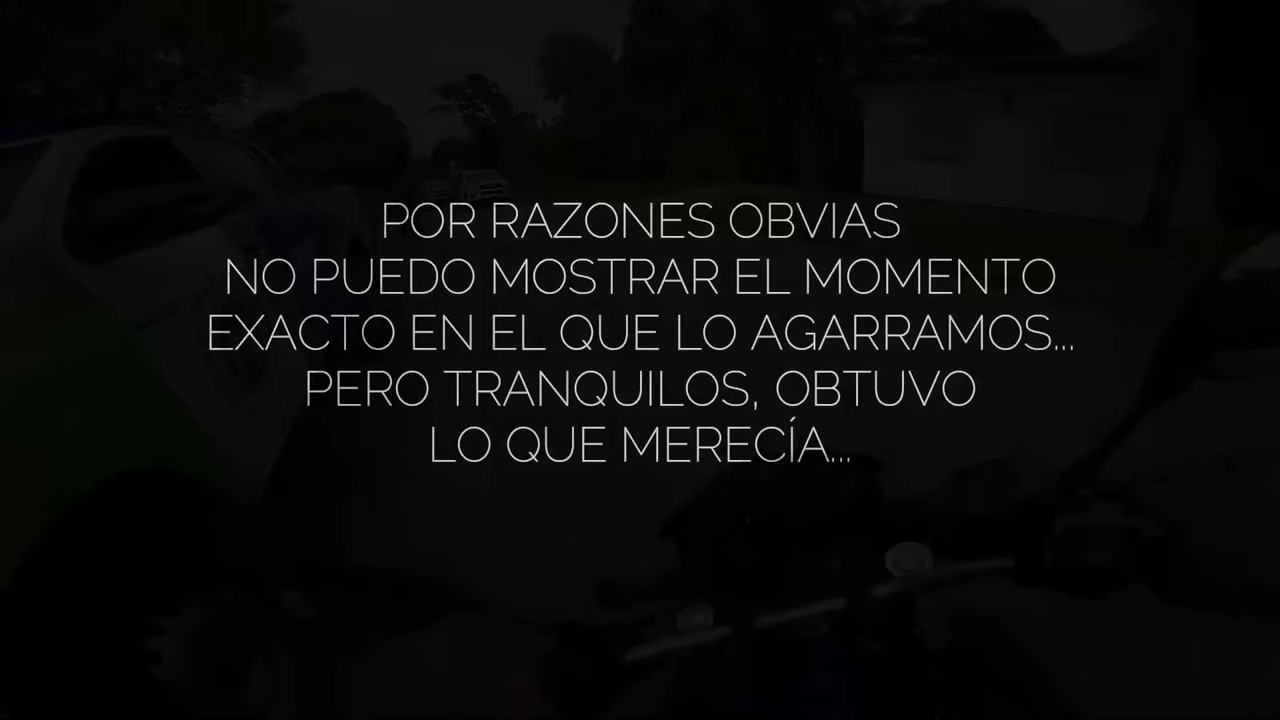 POR RAZONES OBVIAS
NO PUEDO MOSTRAR EL MOMENTO
EXACTO EN EL QUE LO AGARRAMOS...
PERO TRANQUILOS, OBTUVO
LO QUE MERECÍA...